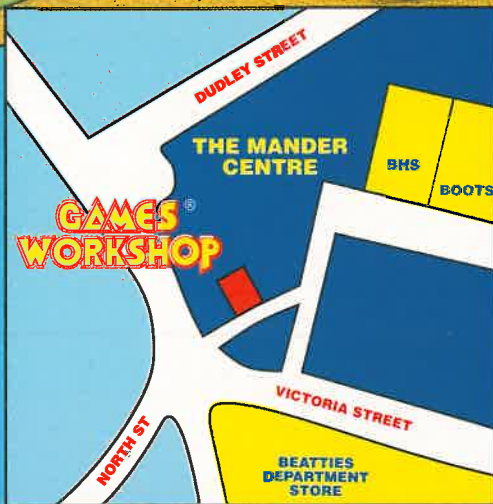 DUDLEY STREET
THE MANDER
CENTRE
BHS
BOOTS
GAMES ®
WORKSHOP
VICTORIA STREET
NORTH ST
BEATTIES
DEPARTMENT
STORE